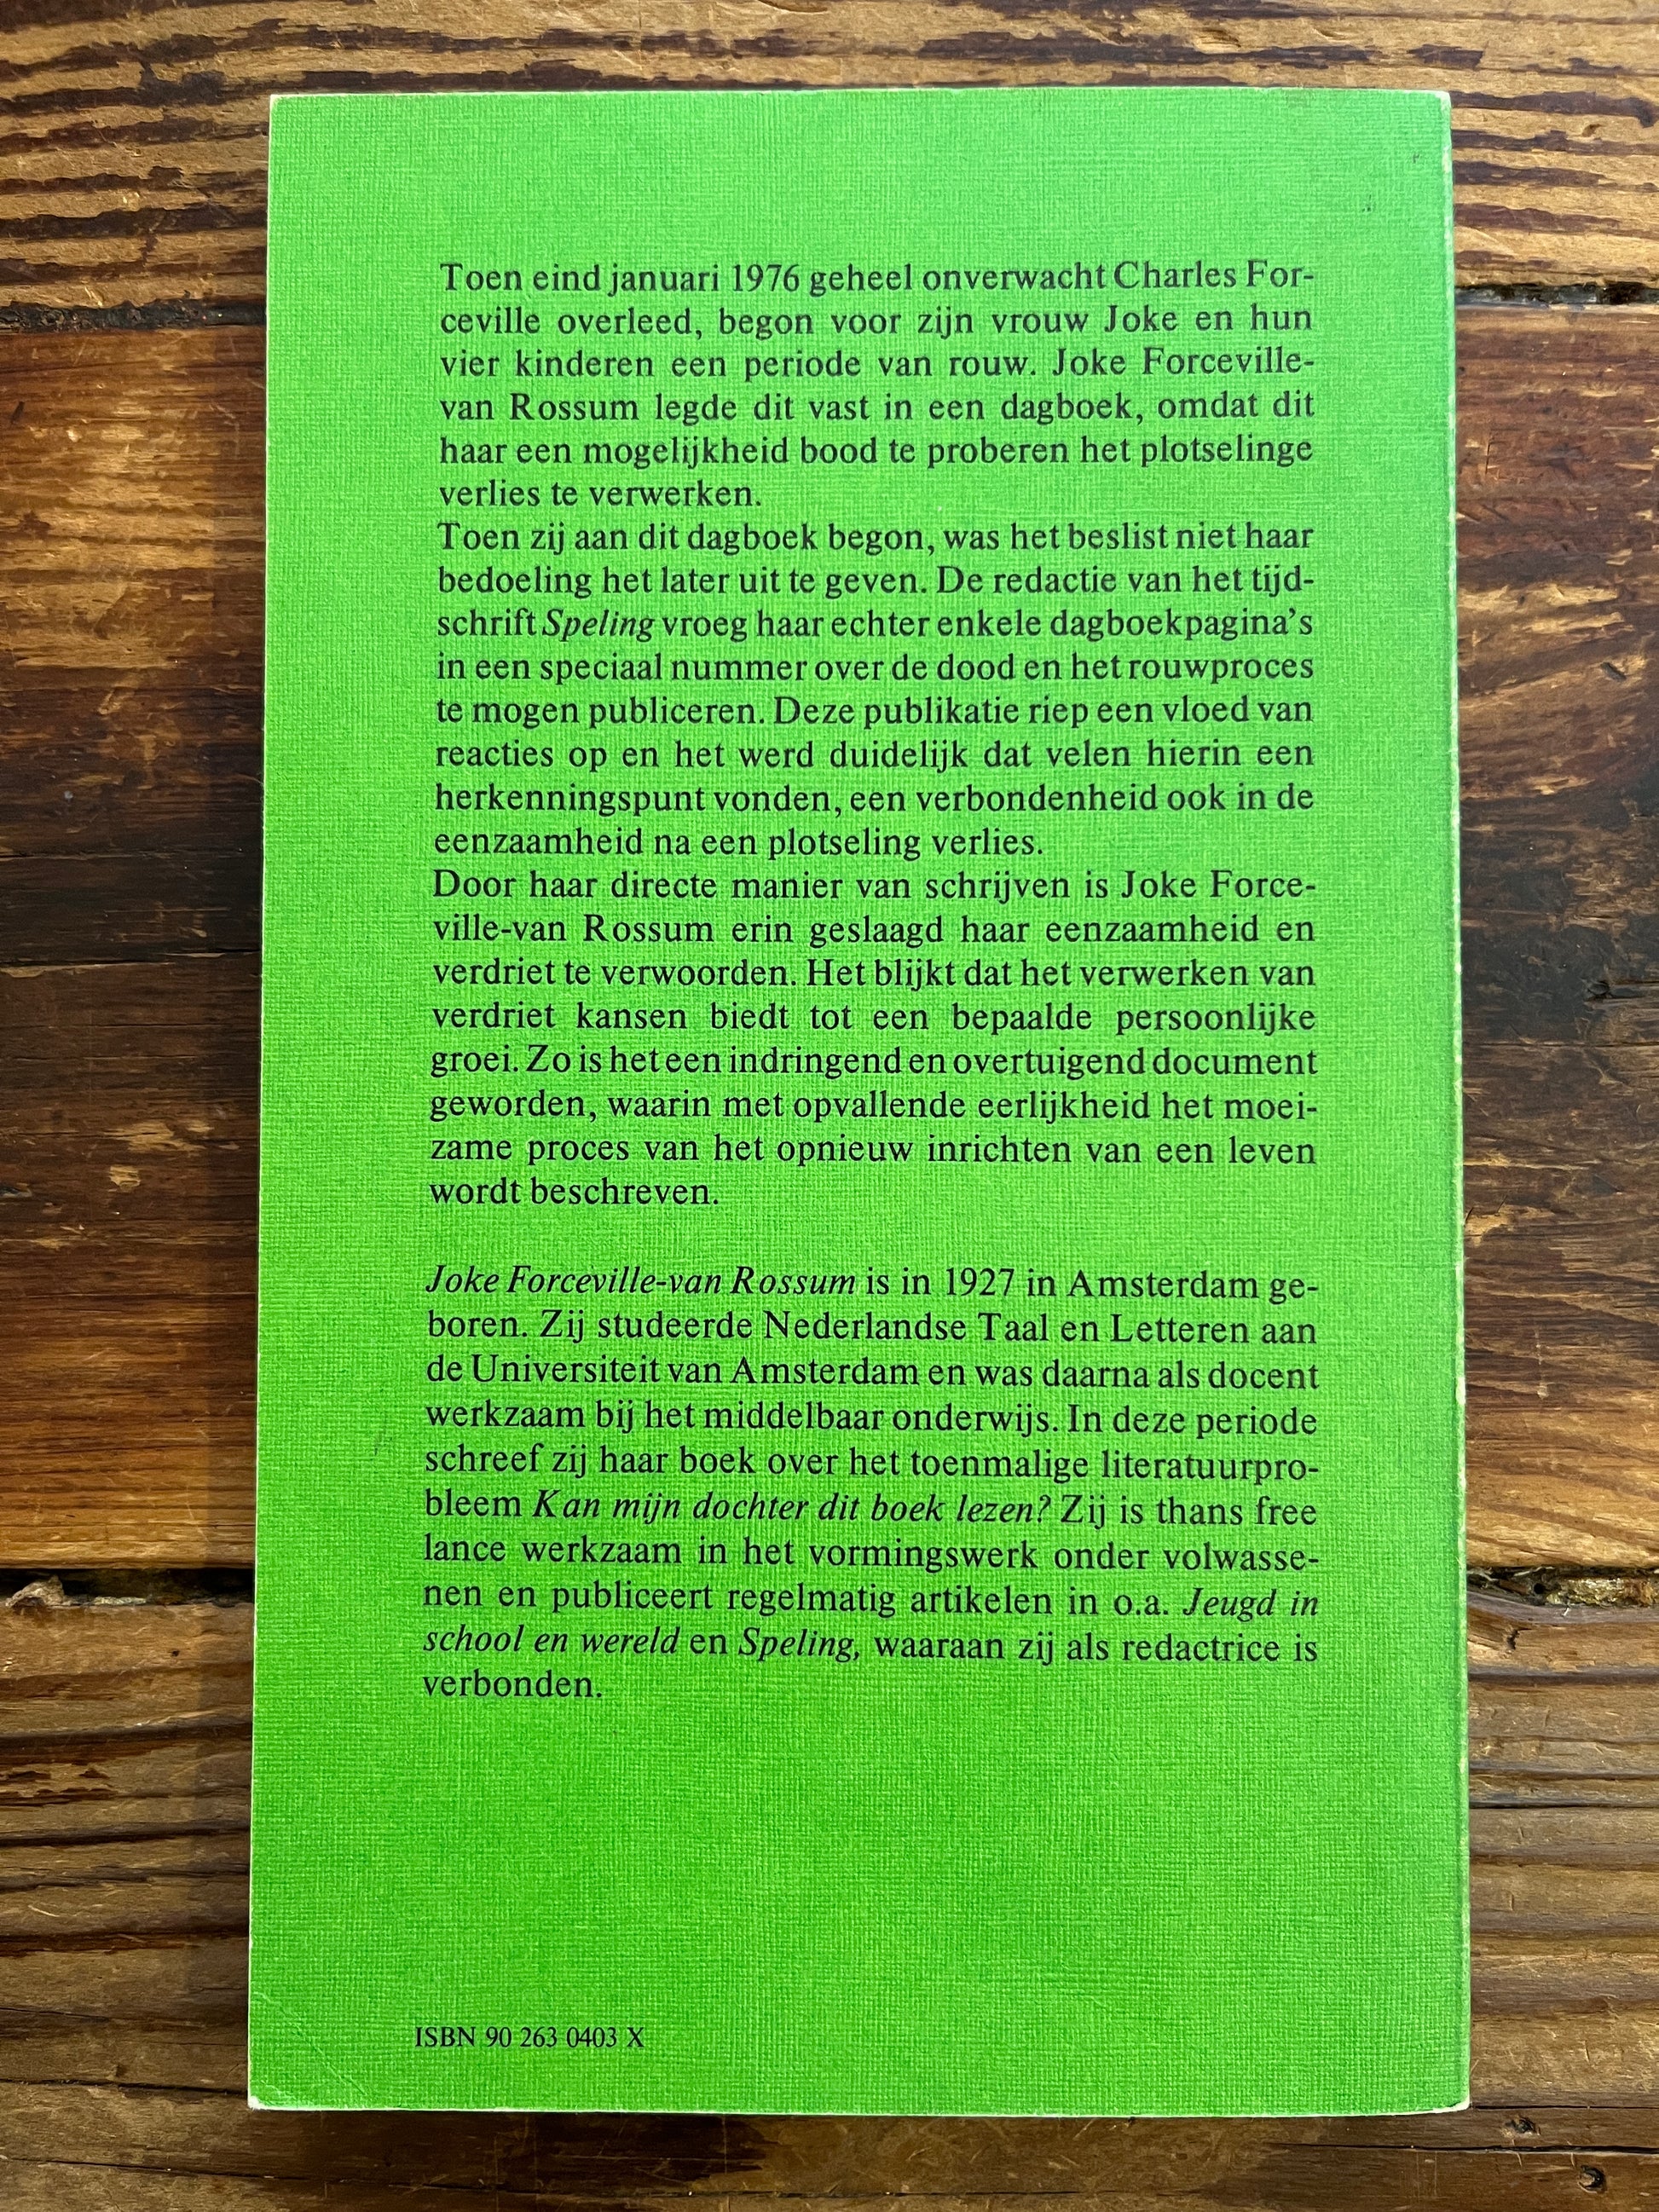 Toen eind januari 1976 geheel onverwacht Charles For-
ceville overleed, begon voor zijn vrouw Joke en hun
vier kinderen een periode van rouw. Joke Forceville-
van Rossum legde dit vast in een dagboek, omdat dit
haar een mogelijkheid bood te proberen het plotselinge
verlies te verwerken.
Toen zij aan dit dagboek begon, was het beslist niet haar
bedoeling het later uit te geven. De redactie van het tijd-
schrift Speling vroeg haar echter enkele dagboekpagina's
in een speciaal nummer over de dood en het rouwproces
te mogen publiceren. Deze publikatie riep een vloed van
reacties op en het werd duidelijk dat velen hierin een
herkenningspunt vonden, een verbondenheid ook in de
eenzaamheid na een plotseling verlies.
Door haar directe manier van schrijven is Joke Force-
ville-van Rossum erin geslaagd haar eenzaamheid en
verdriet te verwoorden. Het blijkt dat het verwerken van
verdriet kansen biedt tot een bepaalde persoonlijke
groei. Zo is het een indringend en overtuigend document
geworden, waarin met opvallende eerlijkheid het moei-
zame proces van het opnieuw inrichten van een leven
wordt beschreven.
Joke Forceville-van Rossum is in 1927 in Amsterdam ge-
boren. Zij studeerde Nederlandse Taal en Letteren aan
de Universiteit van Amsterdam en was daarna als docent
werkzaam bij het middelbaar onderwijs. In deze periode
schreef zij haar boek over het toenmalige literatuurpro-
bleem Kan mijn dochter dit boek lezen? Zij is thans free
lance werkzaam in het vormingswerk onder volwasse-
nen en publiceert regelmatig artikelen in o.a. Jeugd in
school en wereld en Speling, waaraan zij als redactrice is
verbonden.
ISBN 90 263 0403 X